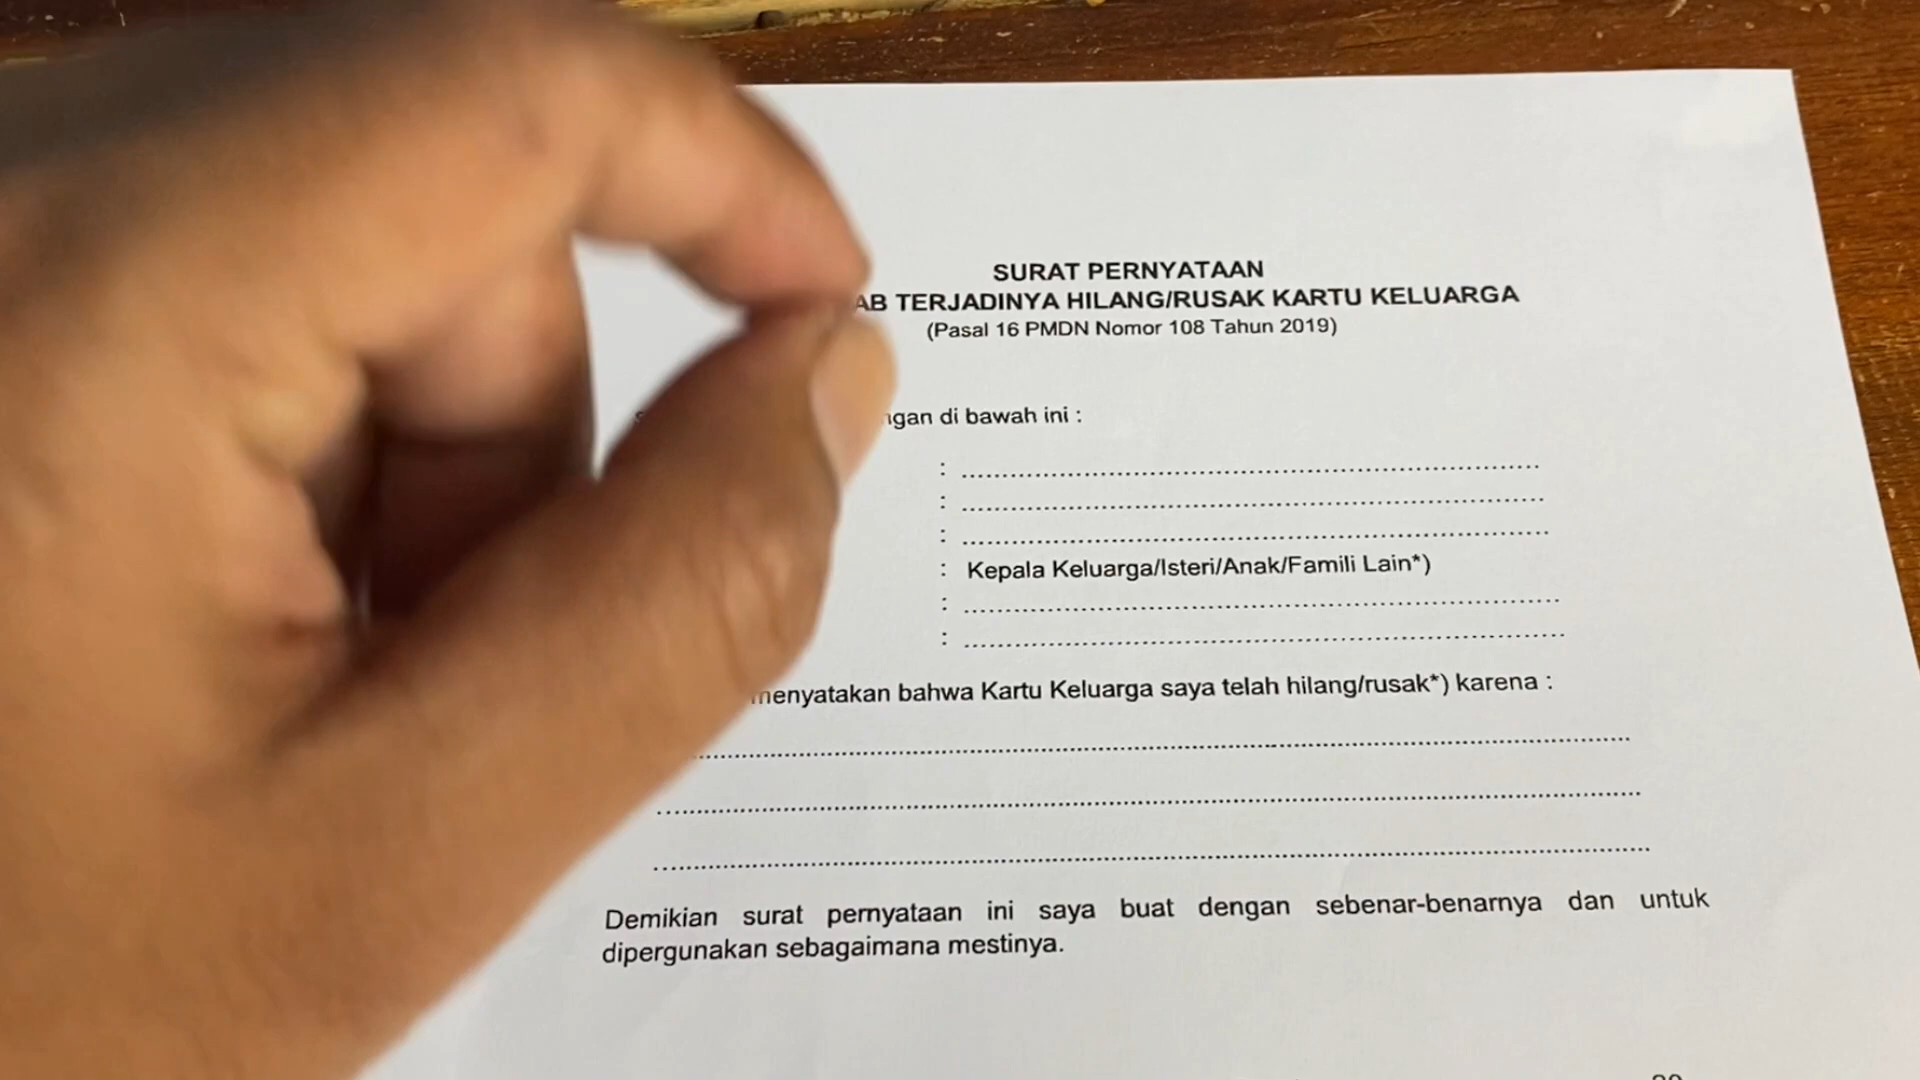 SURAT PERNYATAAN
TERJADINYA HILANG/RUSAK KARTU KELUARGA
(Pasal 16 PMDN Nomor 108 Tahun 2019)
di bawah ini :
: ........................................
: ........................................
: ........................................
: Kepala Keluarga/Isteri/Anak/Famili Lain*)
: ........................................
: ........................................
menyatakan bahwa Kartu Keluarga saya telah hilang/rusak*) karena :
........................................
........................................
........................................
Demikian surat pernyataan ini saya buat dengan sebenar-benarnya dan untuk
dipergunakan sebagaimana mestinya.